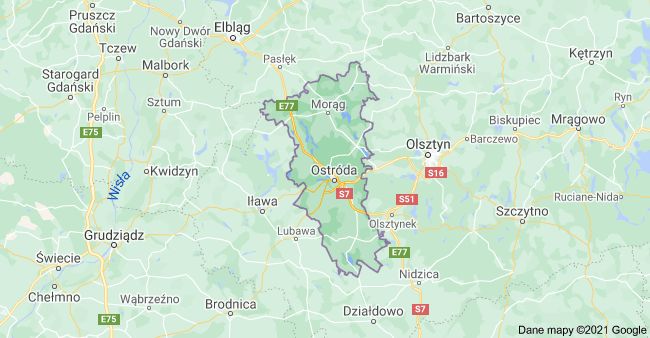 Pruszcz
Gdański
Nowy Dwór
Gdański
Elbląg
Bartoszyce
Tczew
Pasłęk
Lidzbark
Warmiński
Kętrzyn
Malbork
Starogard
Gdański
Sztum
E77
Morąg
Ryn
Pelplin
Biskupiec
Mrągowo
E75
Olsztyn
Barczewo
Kwidzyn
Ostróda
S16
Wisła
S7
S51
Ruciane-Nida
Iława
Olsztynek
Szczytno
Lubawa
Grudziądz
E77
Świecie
Nidzica
Chełmno
Wąbrzeźno
Brodnica
S7
E75
Działdowo
Dane mapy ©2021 Google